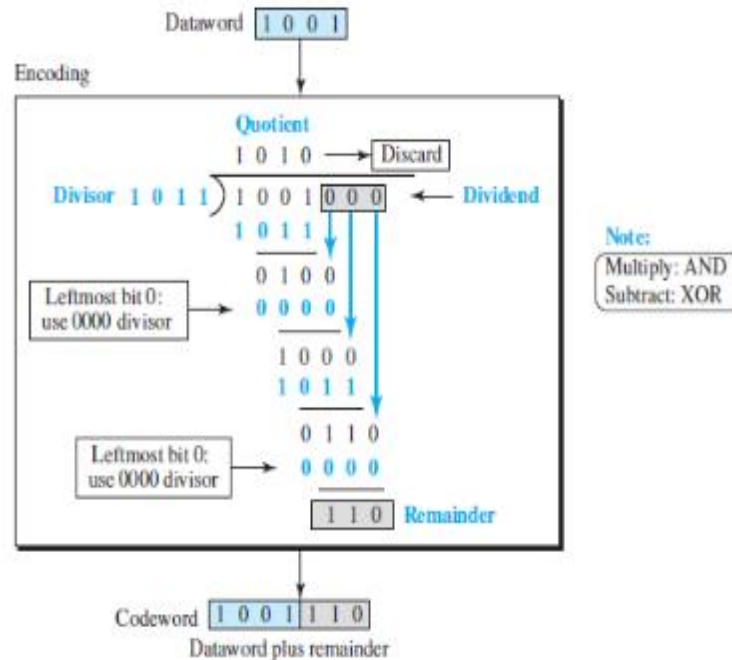 Dataword 1 0 0 1
Encoding
Quotient
1 0 1 0 Discard
Divisor 1 0 1 1 1 0 0 1 0 0 0 Dividend
1 0 1 1
Note:
Multiply: AND
Subtract: XOR
0 1 0 0
Leftmost bit 0:
use 0000 divisor
0 0 0 0
1 0 0 0
1 0 1 1
0 1 1 0
Leftmost bit 0:
use 0000 divisor
0 0 0 0
1 1 0 Remainder
Codeword 1 0 0 1 1 1 0
Dataword plus remainder